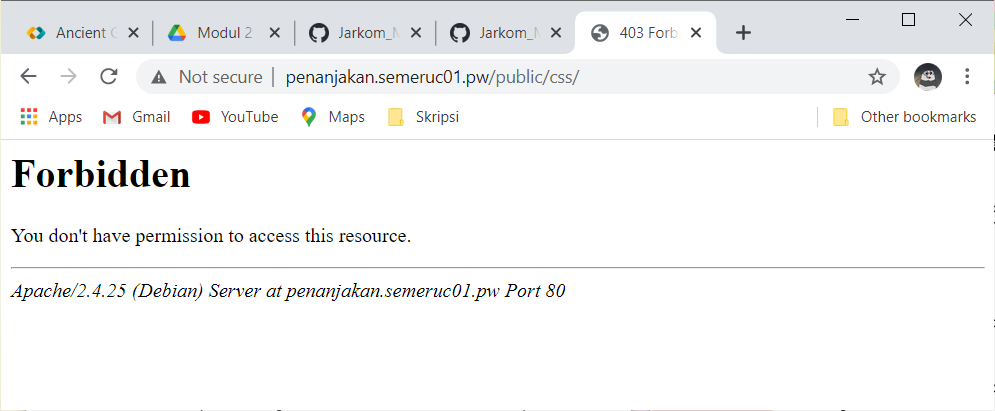 Ancient G
Modul 2
Jarkom_M
Jarkom_M
403 Forb
Not secure
penanjakan.semeruc01.pw/public/css/
Apps
Gmail
YouTube
Maps
Skripsi
Other bookmarks
Forbidden
You don't have permission to access this resource.
Apache/2.4.25 (Debian) Server at penanjakan.semeruc01.pw Port 80